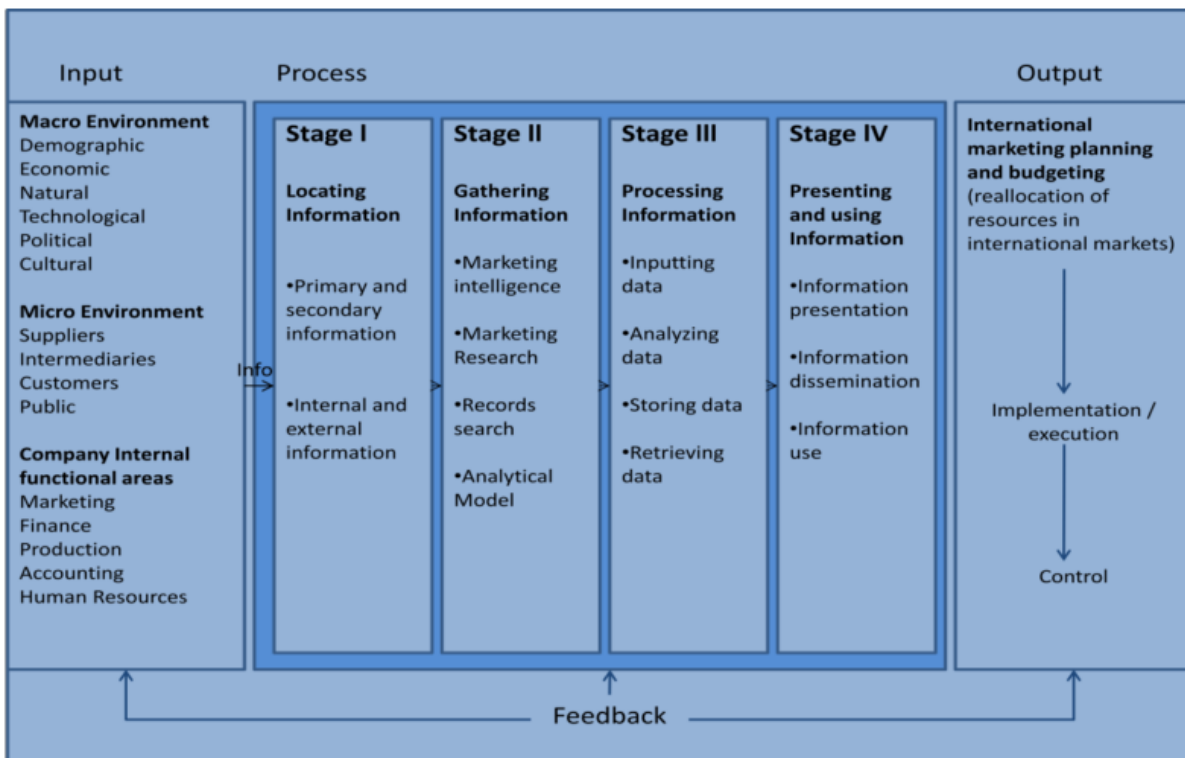 Input
Process
Output
Macro Environment
Demographic
Economic
Natural
Technological
Political
Cultural
Micro Environment
Suppliers
Intermediaries
Customers
Public
Company Internal
functional areas
Marketing
Finance
Production
Accounting
Human Resources
Info
Stage I
Locating
Information
•Primary and
secondary
information
•Internal and
external
information
Stage II
Gathering
Information
•Marketing
intelligence
•Marketing
Research
•Records
search
•Analytical
Model
Stage III
Processing
Information
•Inputting
data
•Analyzing
data
•Storing data
•Retrieving
data
Stage IV
Presenting
and using
Information
•Information
presentation
•Information
dissemination
•Information
use
International
marketing planning
and budgeting
(reallocation of
resources in
international markets)
Implementation /
execution
Control
Feedback